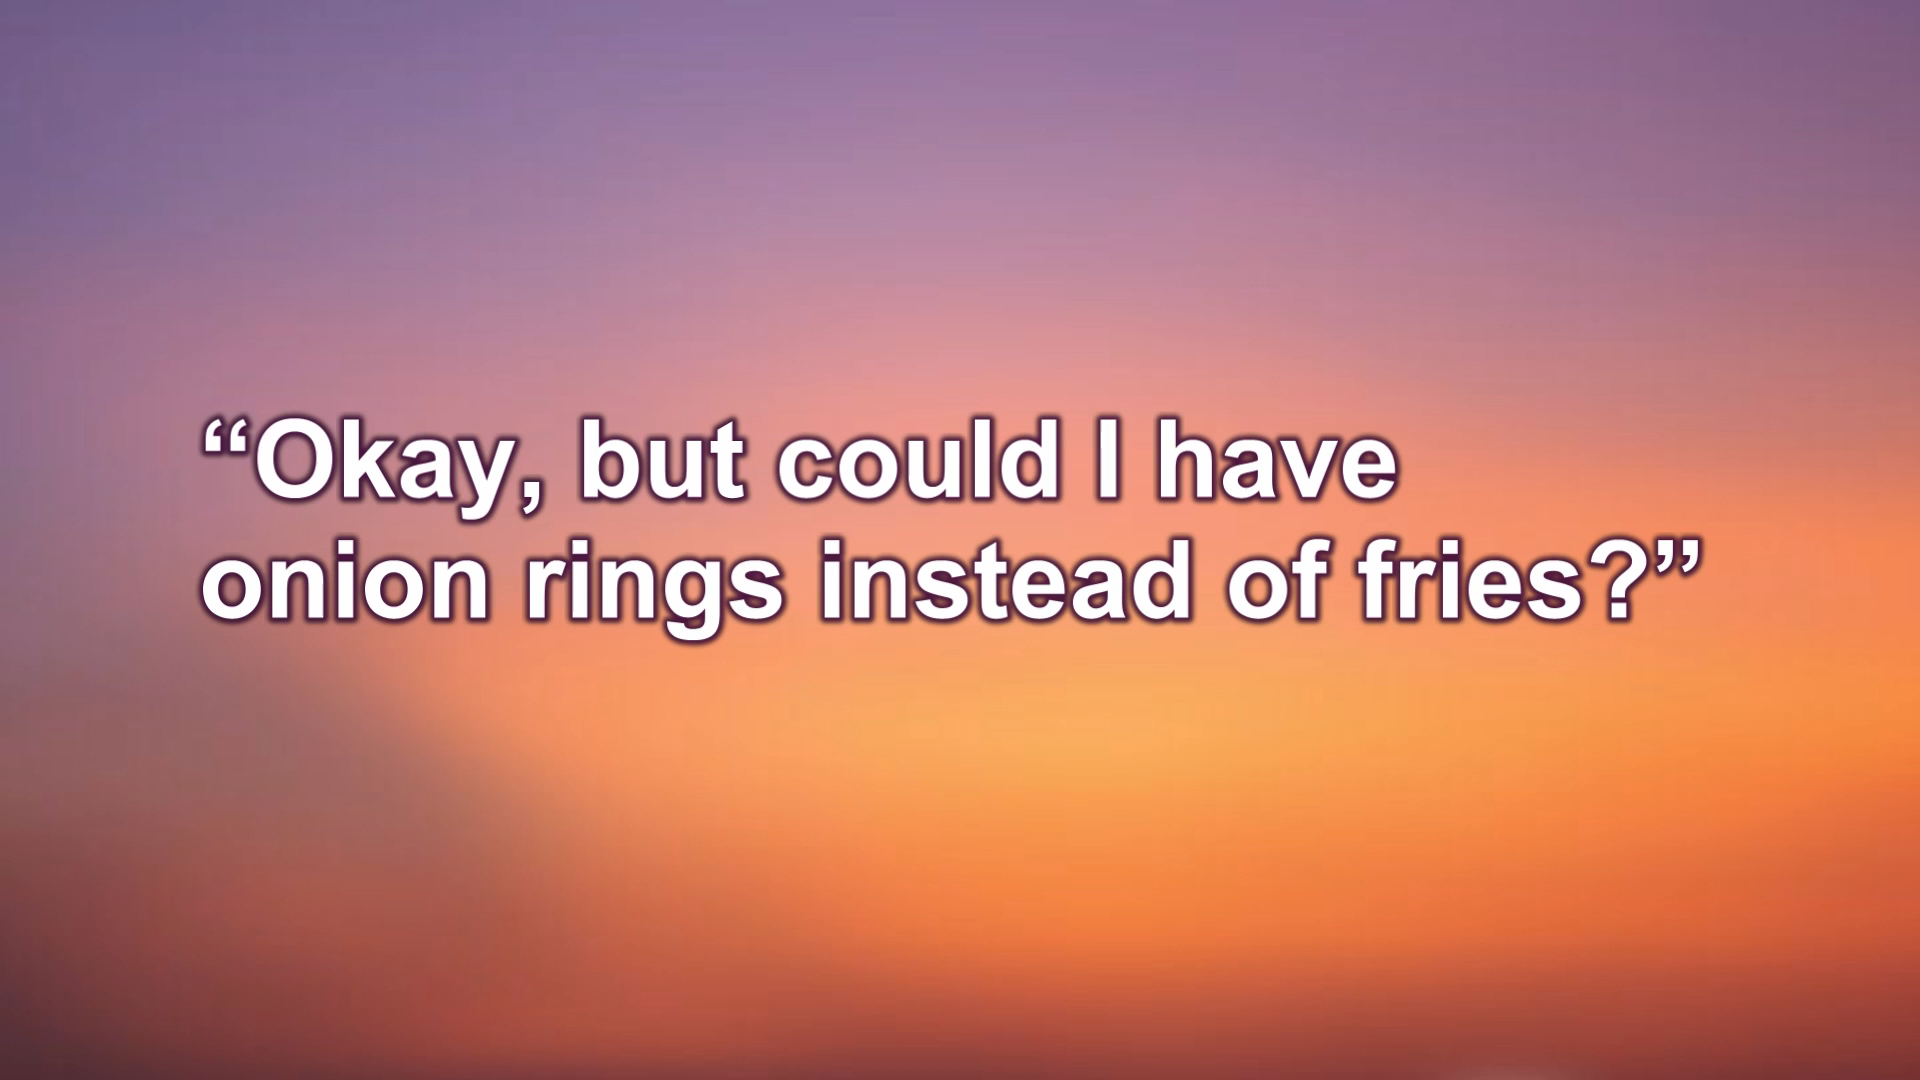 “Okay, but could I have
onion rings instead of fries?”